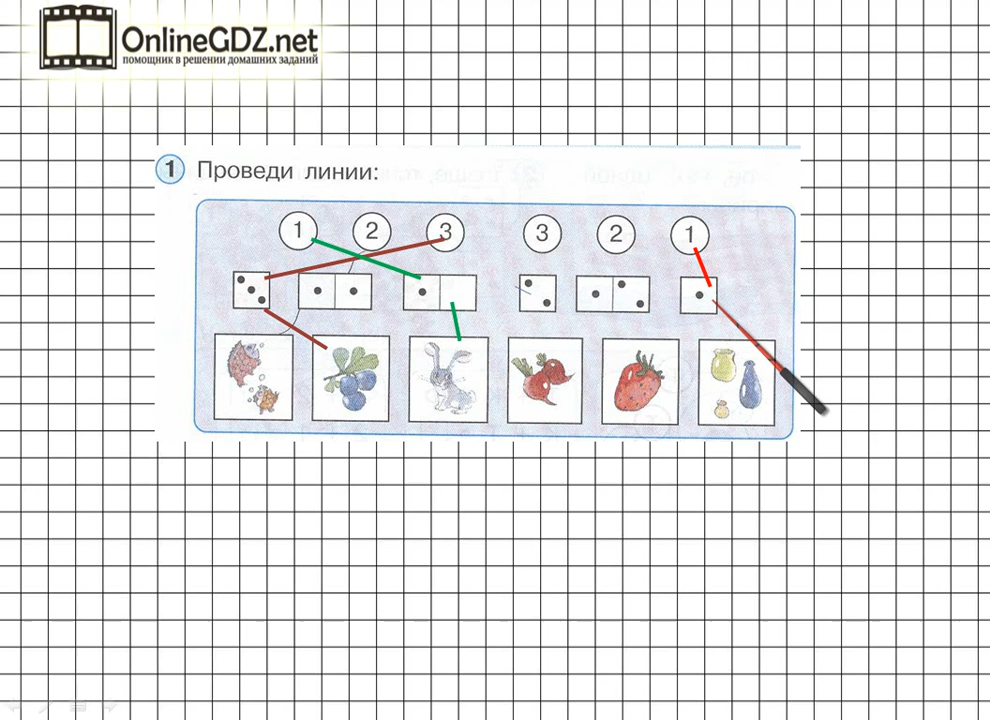 OnlineGDZ.net
помощник в решении домашних заданий
1 Проведи линии:
1 2 3 3 2 1